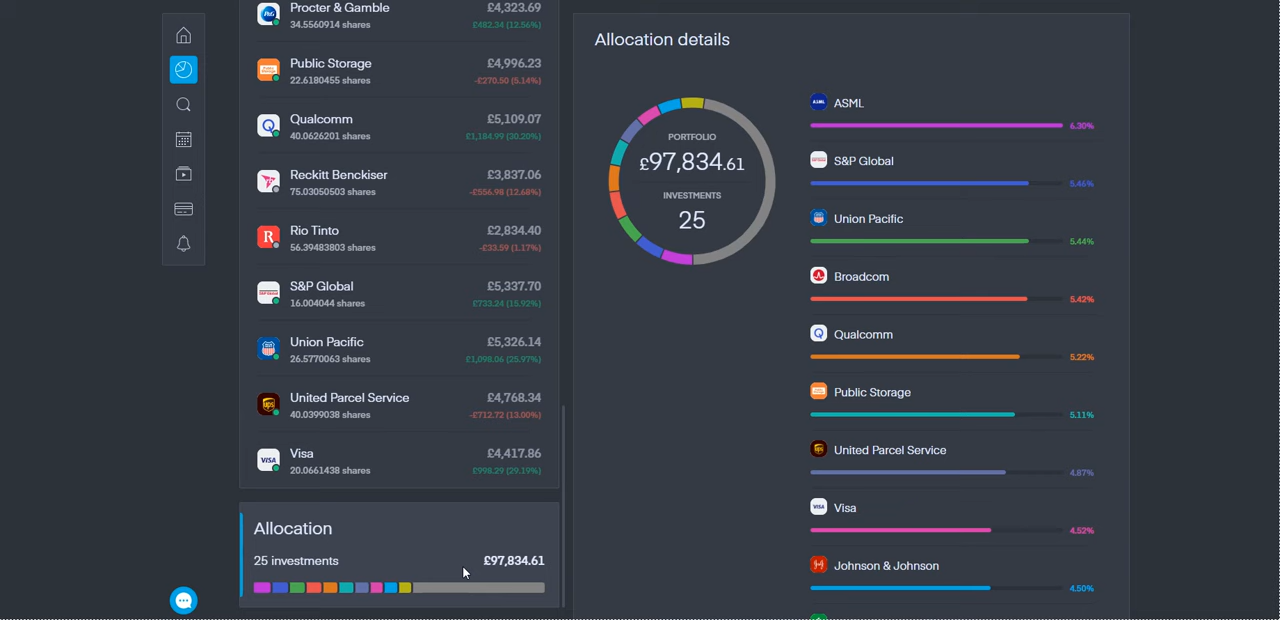 Procter & Gamble
£4,323.69
34.5560914 shares
£482.34 (12.56%)
Public Storage
£4,996.23
22.6180455 shares
-£270.50 (5.14%)
Qualcomm
£5,109.07
40.0626201 shares
£1,184.99 (30.20%)
Reckitt Benckiser
£3,837.06
75.03050503 shares
-£556.98 (12.68%)
Rio Tinto
£2,834.40
56.39483803 shares
-£33.59 (1.17%)
S&P Global
£5,337.70
16.004044 shares
£733.24 (15.92%)
Union Pacific
£5,326.14
26.5770063 shares
£1,098.06 (25.97%)
United Parcel Service
£4,768.34
40.0399038 shares
-£712.72 (13.00%)
VISA
Visa
£4,417.86
20.0661438 shares
£998.29 (29.19%)
Allocation
25 investments
£97,834.61
Allocation details
PORTFOLIO
£97,834.61
INVESTMENTS
25
ASML
ASML
6.30%
S&P Global
5.46%
Union Pacific
5.44%
Broadcom
5.42%
Qualcomm
5.22%
Public Storage
5.11%
United Parcel Service
4.87%
VISA
Visa
4.52%
Johnson & Johnson
4.50%